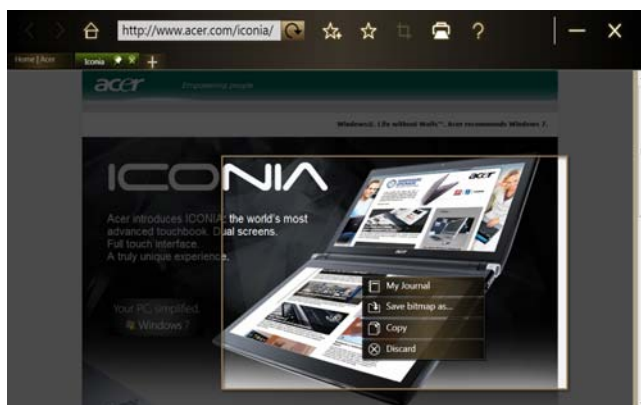 http://www.acer.com/iconia/
?
Home | Acer
Iconia
acer
Empowering people
Windows®. Life without Walls™. Acer recommends Windows 7.
ICONIA
acer
Acer introduces ICONIA: the world's most
advanced touchbook. Dual screens.
Full touch interface.
A truly unique experience.
acer
My Journal
Save bitmap as...
Copy
Discard
Your PC, simplified.
Windows 7